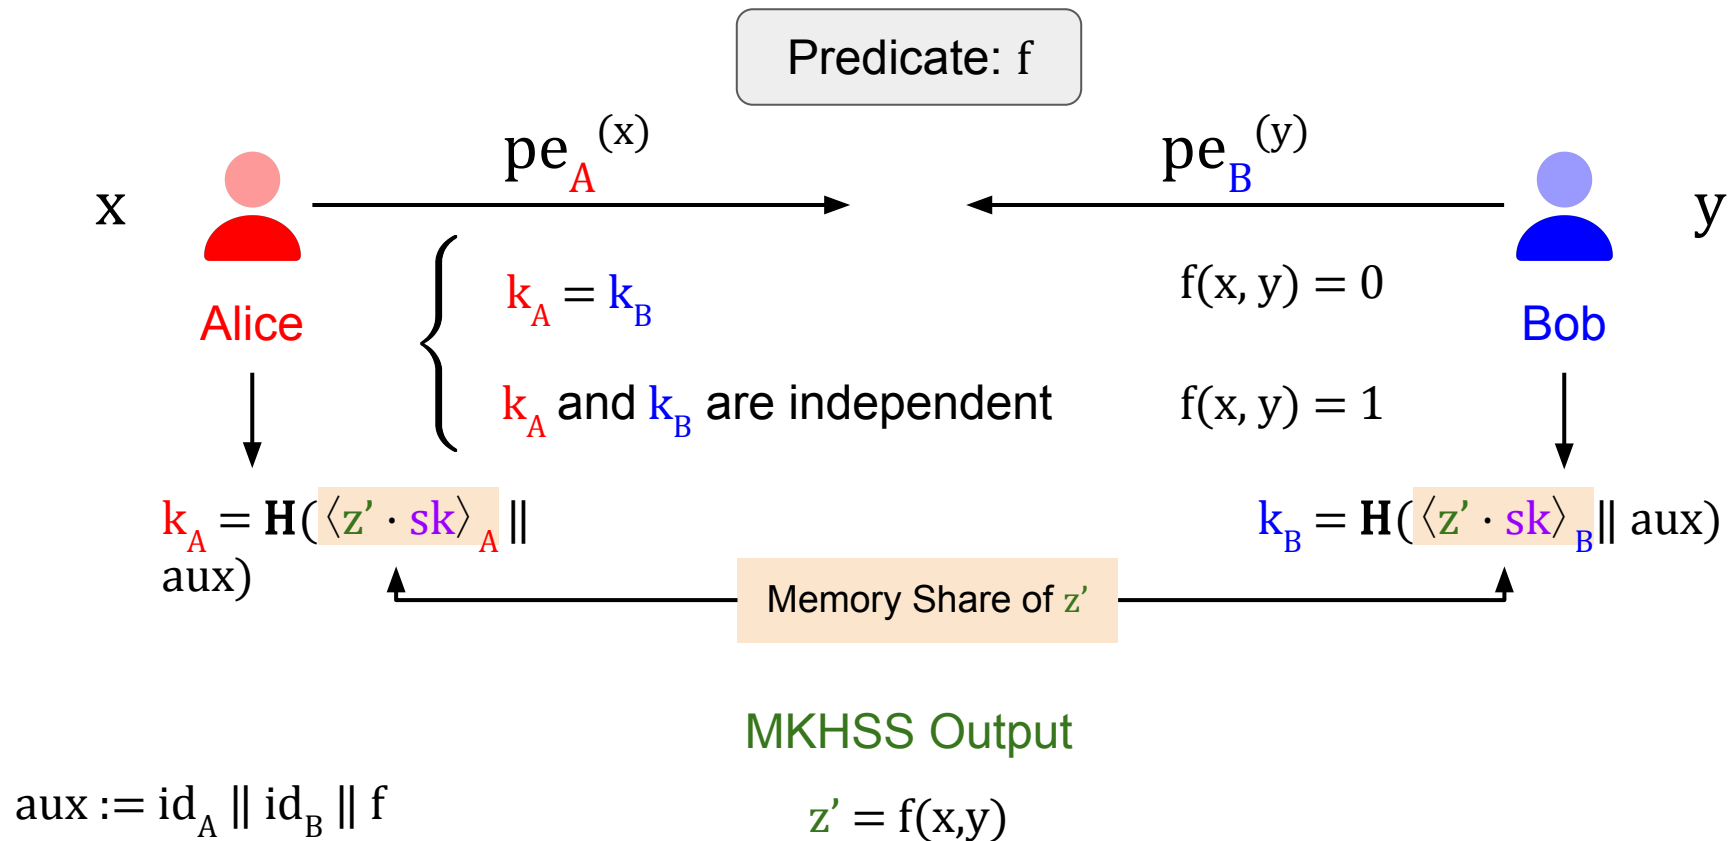 Predicate: f
pe_A^(x)
pe_B^(y)
x
y
k_A = k_B
f(x, y) = 0
Alice
Bob
k_A and k_B are independent
f(x, y) = 1
k_A = H(⟨z’ · sk⟩_A ||
aux)
k_B = H(⟨z’ · sk⟩_B || aux)
Memory Share of z’
MKHSS Output
aux := id_A || id_B || f
z’ = f(x,y)